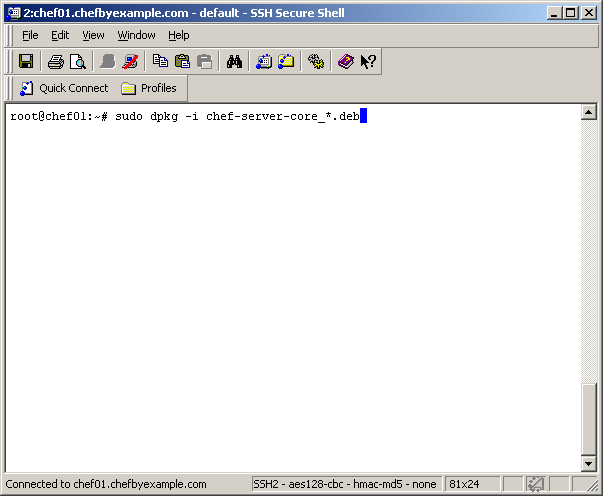 2:chef01.chefbyexample.com - default - SSH Secure Shell
File Edit View Window Help
Quick Connect Profiles
root@chef01:~# sudo dpkg -i chef-server-core_*.deb
Connected to chef01.chefbyexample.com SSH2 - aes128-cbc - hmac-md5 - none 81x24